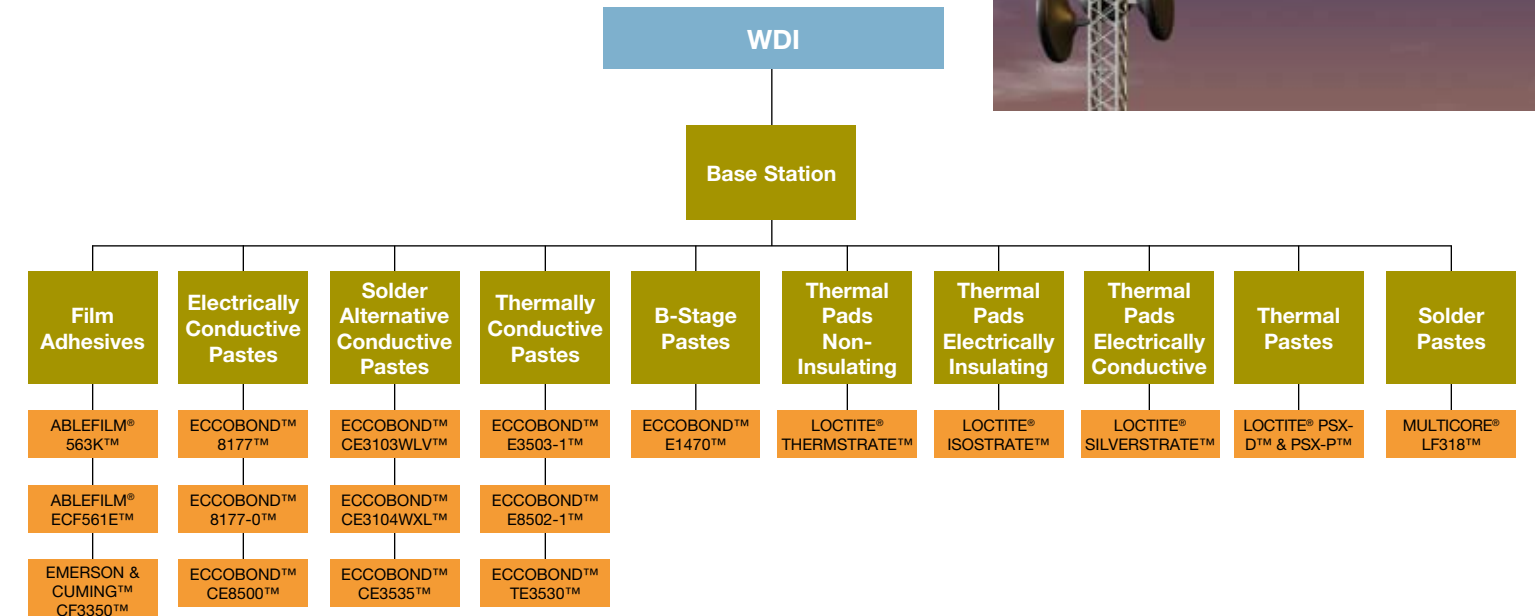 WDI
Base Station
Film
Adhesives
Electrically
Conductive
Pastes
Solder
Alternative
Conductive
Pastes
Thermally
Conductive
Pastes
B-Stage
Pastes
Thermal
Pads
Non-
Insulating
Thermal
Pads
Electrically
Insulating
Thermal
Pads
Electrically
Conductive
Thermal
Pastes
Solder
Pastes
ABLEFILM®
563K™
ECCOBOND™
8177™
ECCOBOND™
CE3103WLV™
ECCOBOND™
E3503-1™
ECCOBOND™
E1470™
LOCTITE®
THERMSTRATE™
LOCTITE®
ISOSTRATE™
LOCTITE®
SILVERSTRATE™
LOCTITE® PSX-
D™ & PSX-P™
MULTICORE®
LF318™
ABLEFILM®
ECF561E™
ECCOBOND™
8177-0™
ECCOBOND™
CE3104WXL™
ECCOBOND™
E8502-1™
EMERSON &
CUMING™
CF3350™
ECCOBOND™
CE8500™
ECCOBOND™
CE3535™
ECCOBOND™
TE3530™